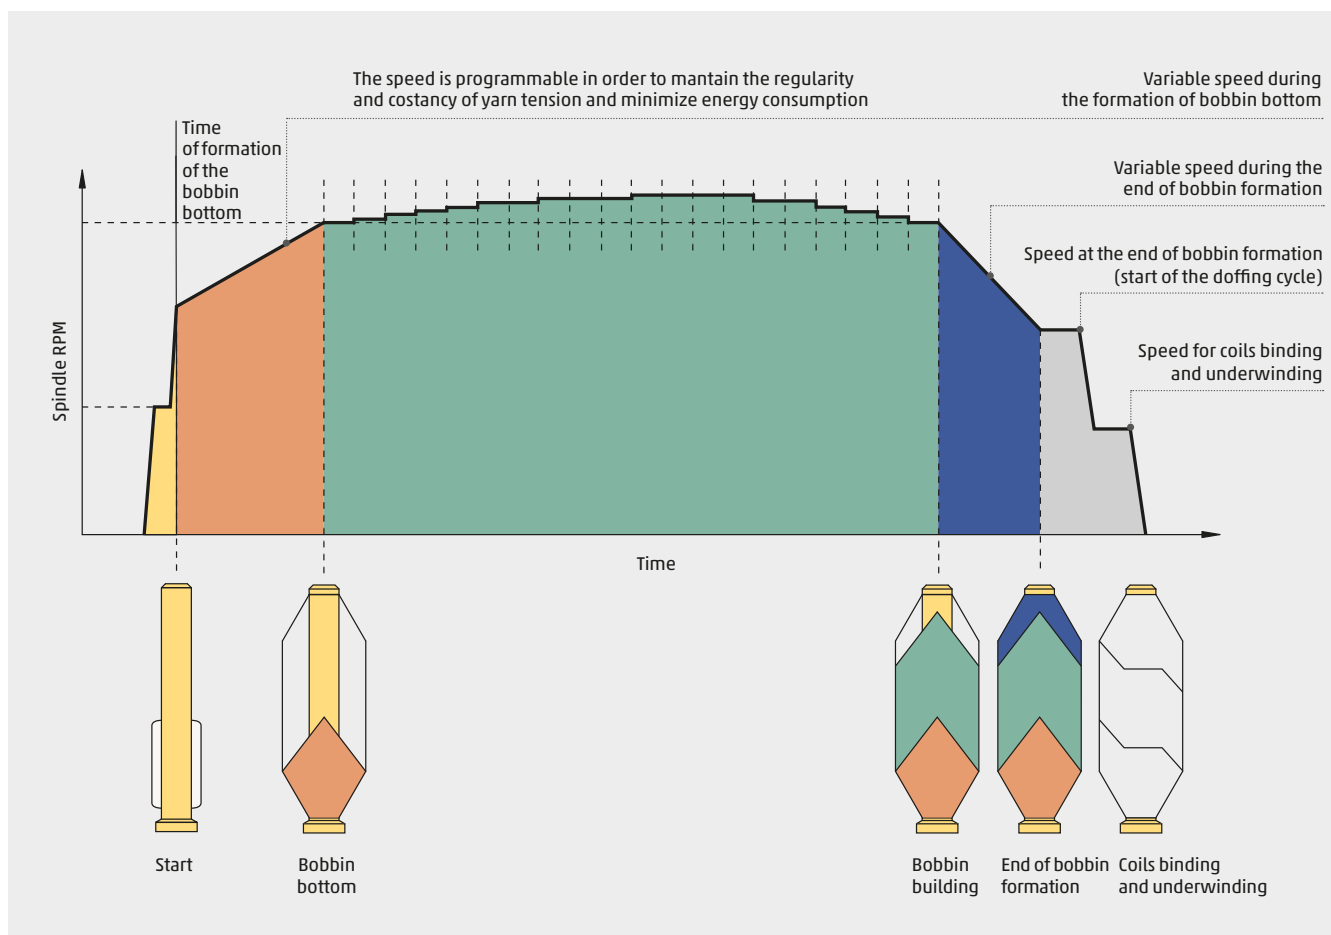 The speed is programmable in order to mantain the regularity
and costancy of yarn tension and minimize energy consumption
Variable speed during
the formation of bobbin bottom
Time
of formation
of the
bobbin
bottom
Variable speed during the
end of bobbin formation
Speed at the end of bobbin formation
(start of the doffing cycle)
Speed for coils binding
and underwinding
Spindle RPM
Time
Start
Bobbin
bottom
Bobbin
building
End of bobbin
formation
Coils binding
and underwinding